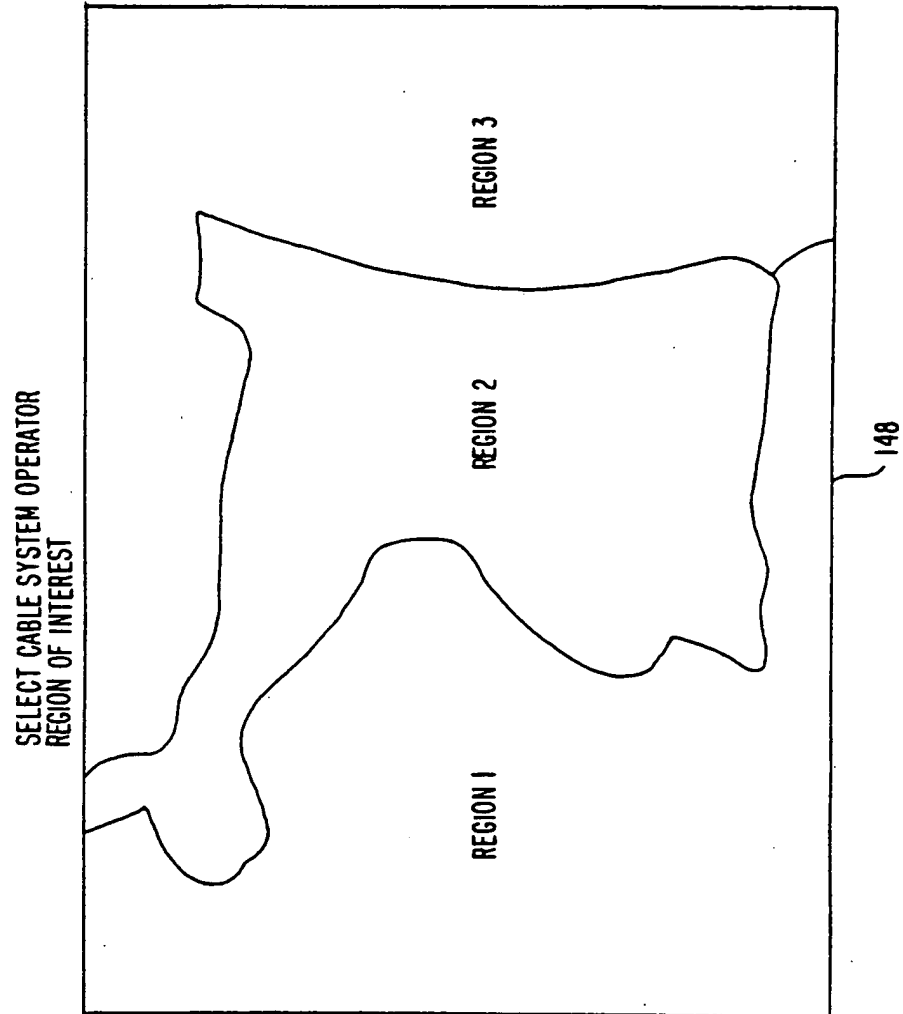 SELECT CABLE SYSTEM OPERATOR
REGION OF INTEREST
REGION 1
REGION 2
REGION 3
148